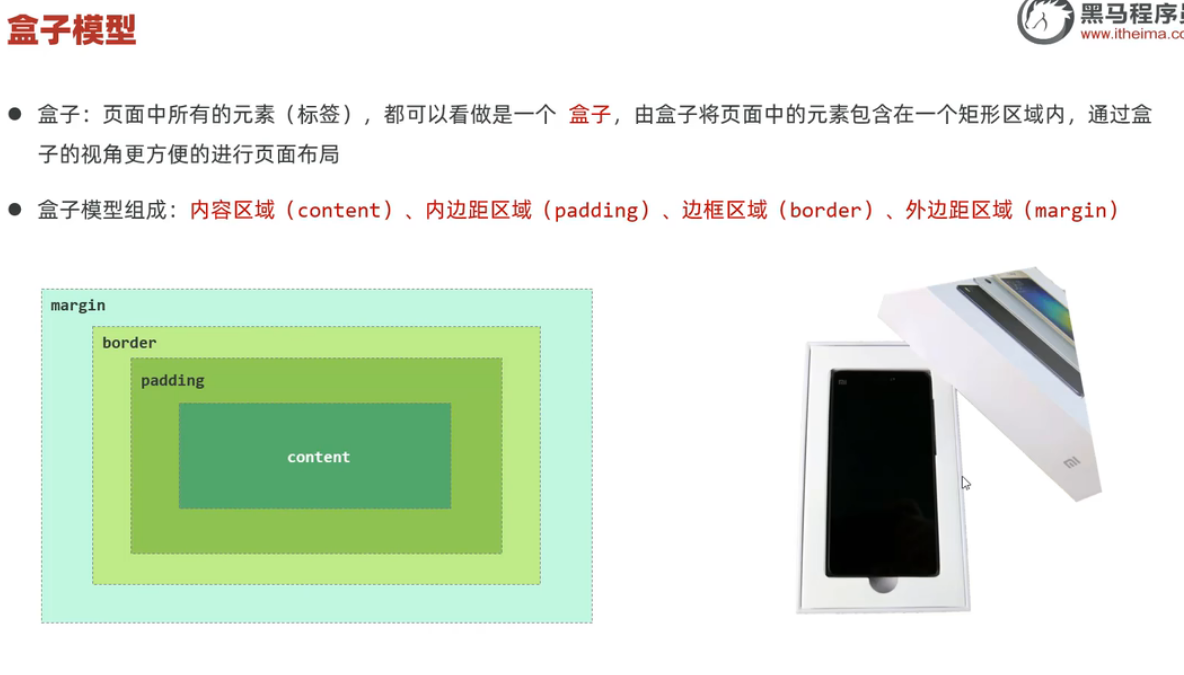 盒子模型
黑马程序员
www.itheima.co
● 盒子：页面中所有的元素（标签），都可以看做是一个 盒子，由盒子将页面中的元素包含在一个矩形区域内，通过盒
子的视角更方便的进行页面布局
● 盒子模型组成：内容区域（content）、内边距区域（padding）、边框区域（border）、外边距区域（margin）
margin
border
padding
content
mi
mi